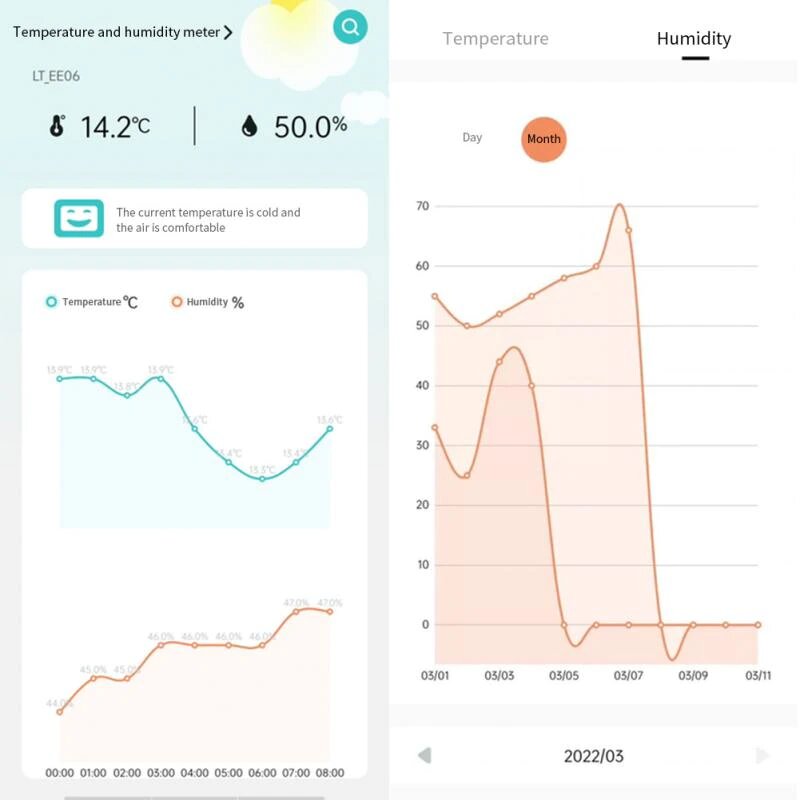 Temperature and humidity meter
LT_EE06
14.2℃
50.0%
The current temperature is cold and
the air is comfortable
Temperature ℃
Humidity %
13.9℃ 13.9℃ 13.8℃ 13.9℃ 13.6℃ 13.4℃ 13.3℃ 13.4℃ 13.6℃
44.0% 45.0% 45.0% 46.0% 46.0% 46.0% 46.0% 47.0% 47.0%
00:00 01:00 02:00 03:00 04:00 05:00 06:00 07:00 08:00
Temperature
Humidity
Day
Month
70
60
50
40
30
20
10
0
03/01 03/03 03/05 03/07 03/09 03/11
2022/03